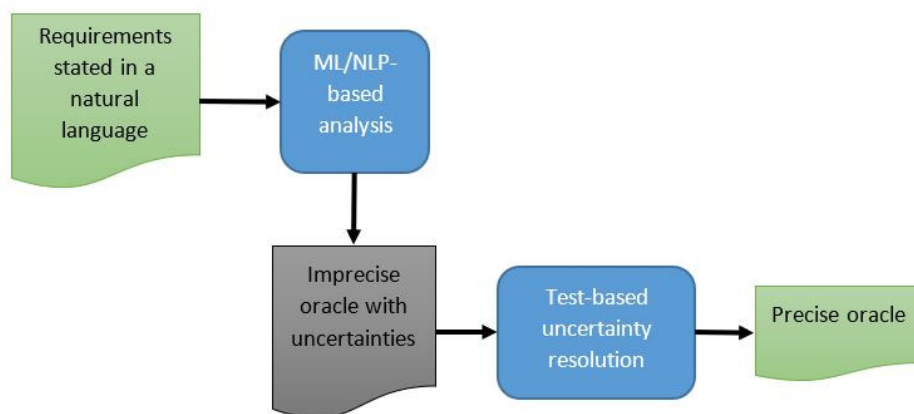 Requirements
stated in a
natural
language
ML/NLP-
based
analysis
Imprecise
oracle with
uncertainties
Test-based
uncertainty
resolution
Precise oracle